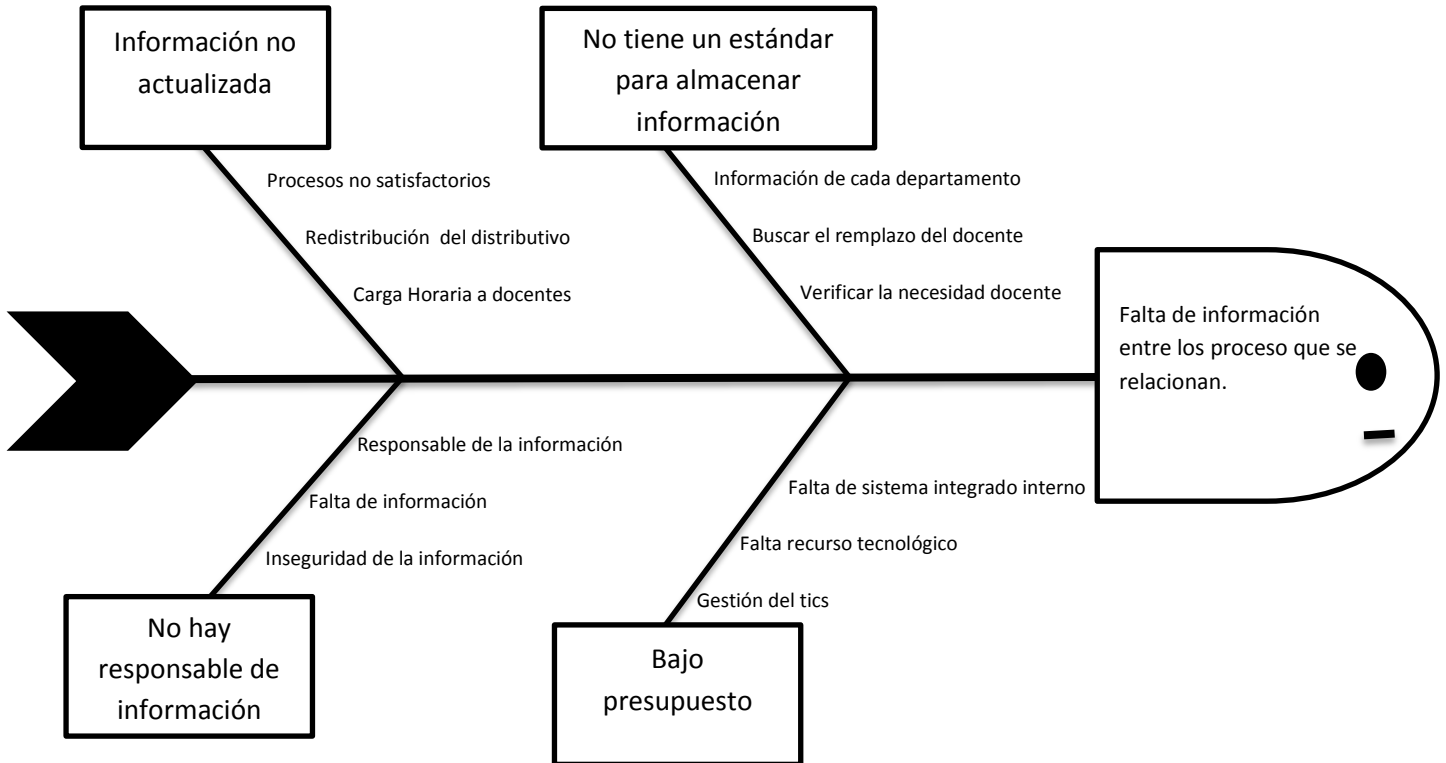 Información no
actualizada
No tiene un estándar
para almacenar
información
Procesos no satisfactorios
Redistribución  del distributivo
Carga Horaria a docentes
Información de cada departamento
Buscar el remplazo del docente
Verificar la necesidad docente
Falta de información
entre los proceso que se
relacionan.
Responsable de la información
Falta de información
Inseguridad de la información
No hay
responsable de
información
Falta de sistema integrado interno
Falta recurso tecnológico
Gestión del tics
Bajo
presupuesto